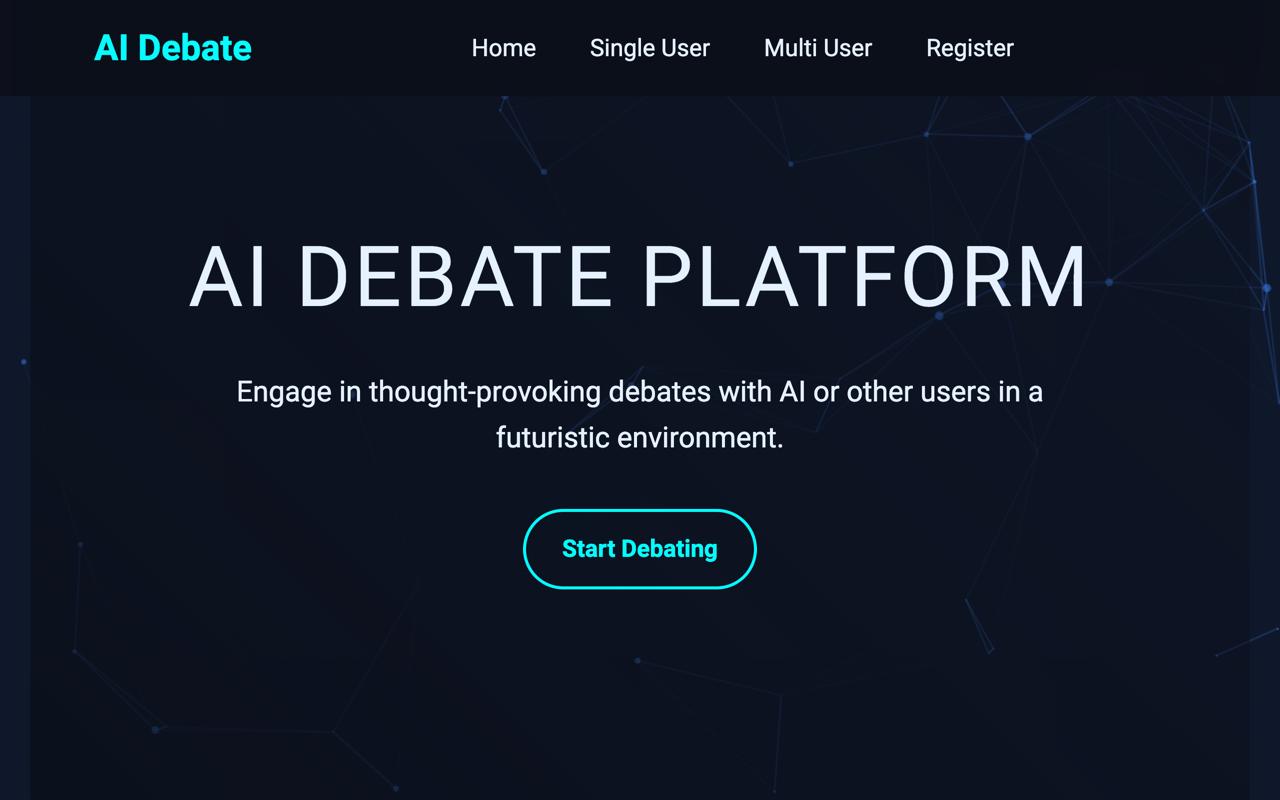 AI Debate
Home
Single User
Multi User
Register
AI DEBATE PLATFORM
Engage in thought-provoking debates with AI or other users in a
futuristic environment.
Start Debating